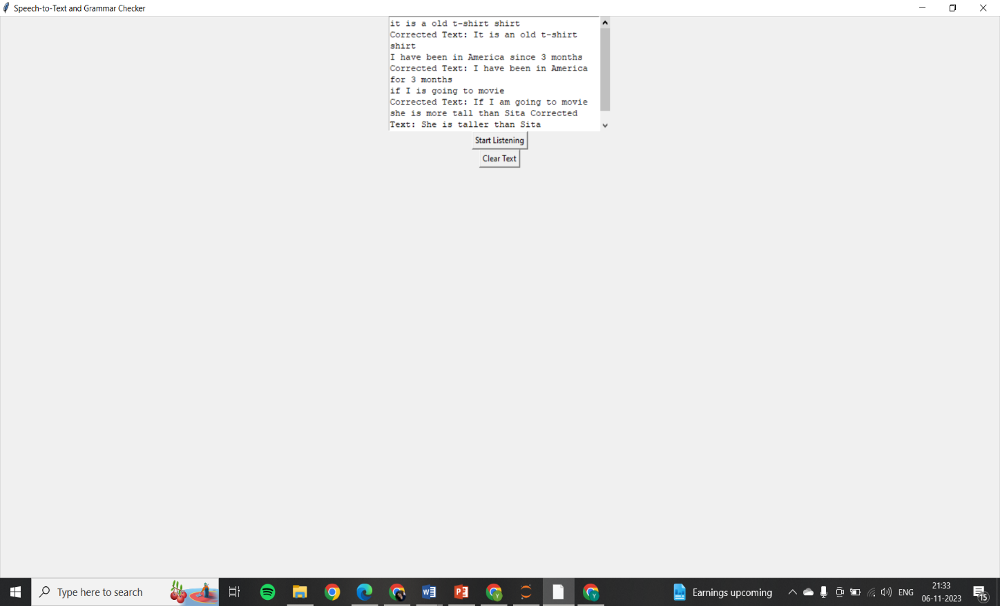 Speech-to-Text and Grammar Checker
it is a old t-shirt shirt
Corrected Text: It is an old t-shirt
shirt
I have been in America since 3 months
Corrected Text: I have been in America
for 3 months
if I is going to movie
Corrected Text: If I am going to movie
she is more tall than Sita Corrected
Text: She is taller than Sita
Start Listening
Clear Text
Type here to search
Earnings upcoming
ENG
21:33
06-11-2023
15